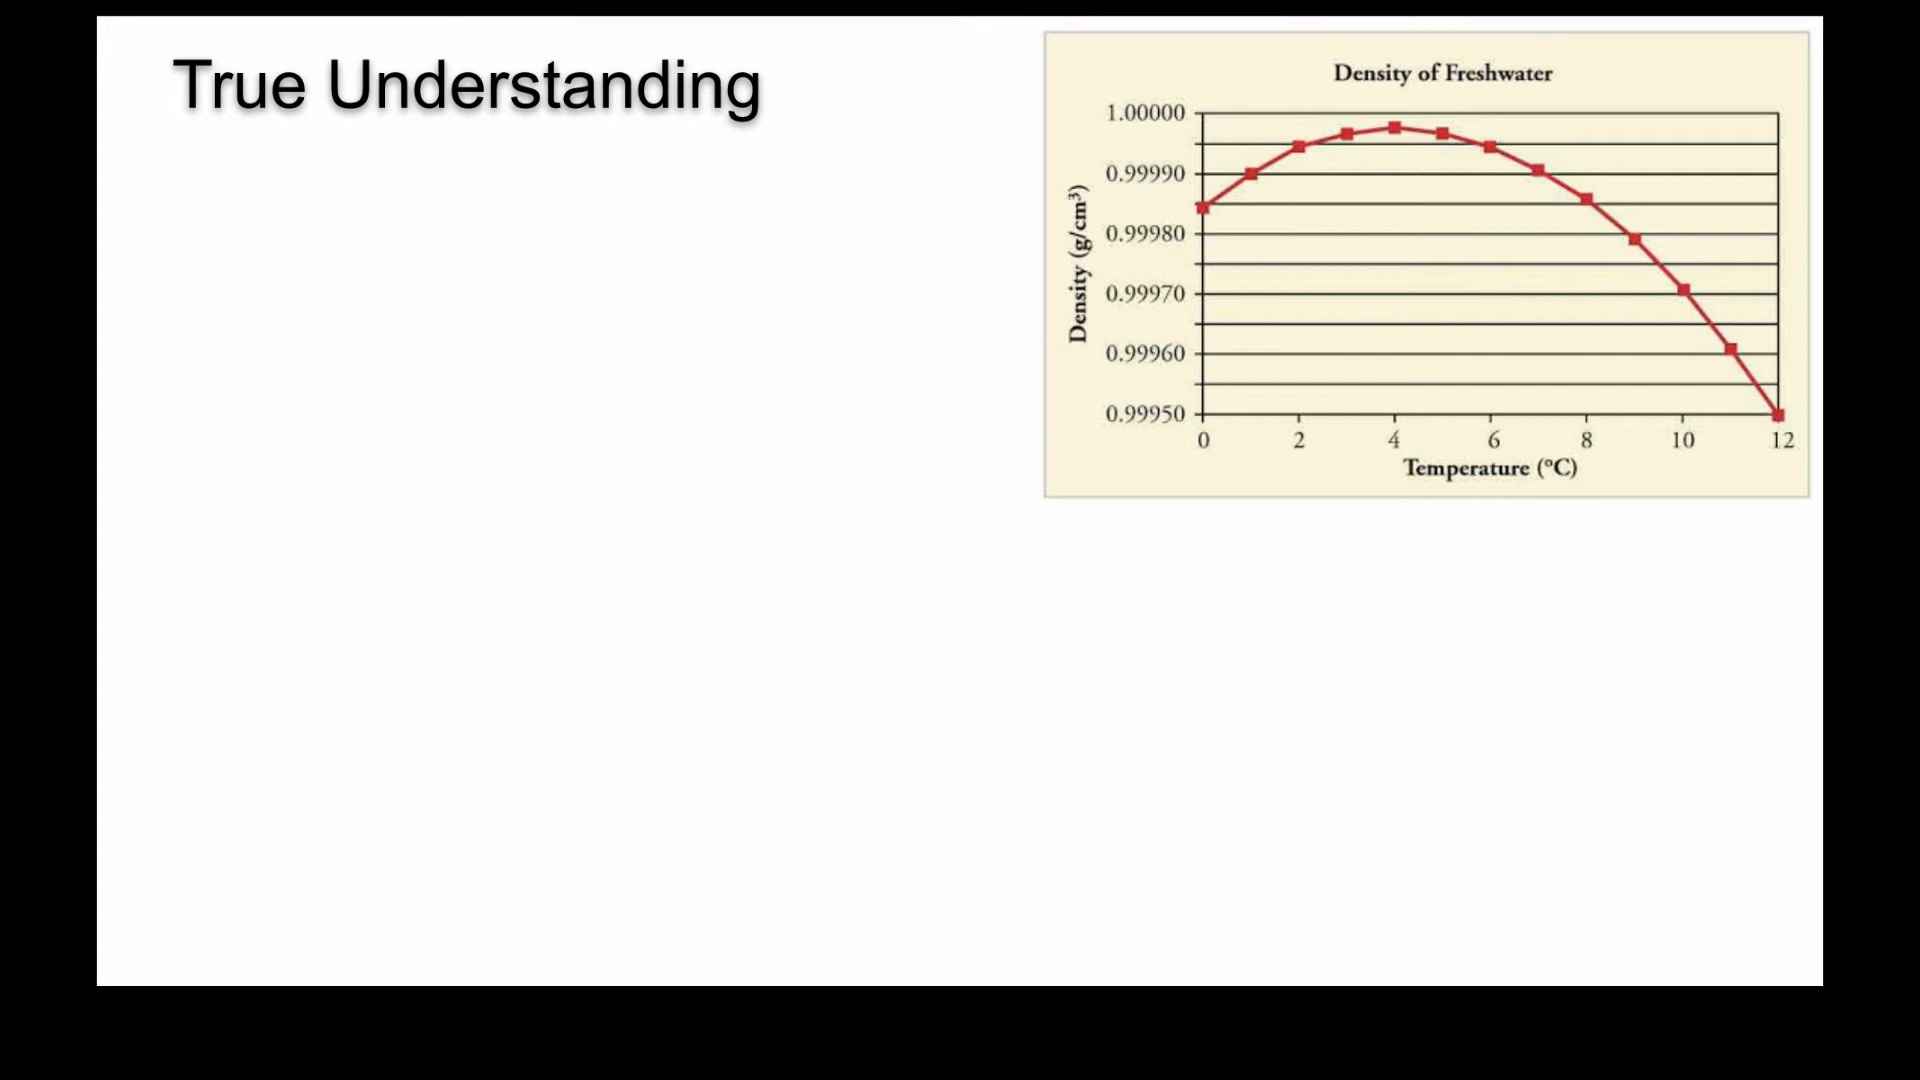 True Understanding
Density of Freshwater
1.00000
0.99990
0.99980
0.99970
0.99960
0.99950
Density (g/cm³)
0 2 4 6 8 10 12
Temperature (°C)